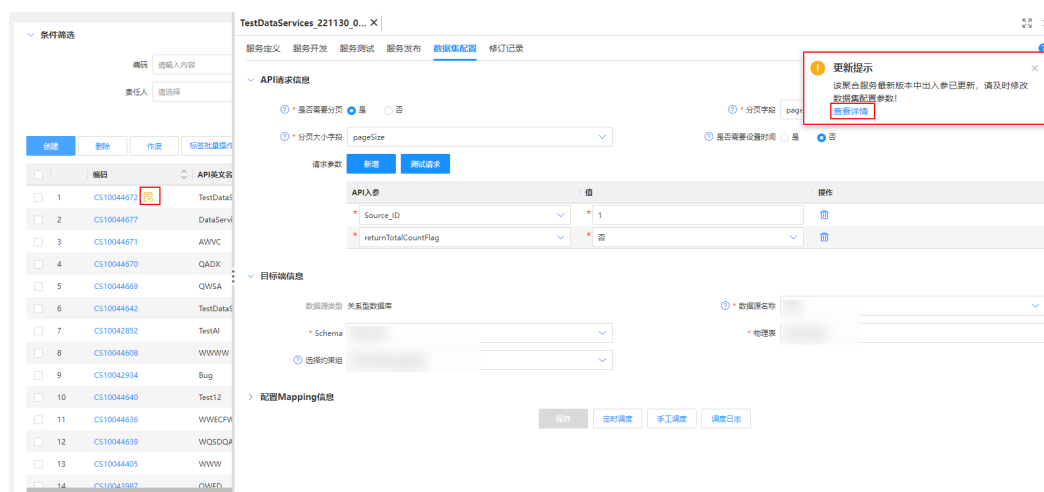 条件筛选
编码 请输入内容
责任人 请选择
创建 删除 作废 标签批量操作
编码 API英文名
1 CS10044672 TestDataS
2 CS10044677 DataServi
3 CS10044671 AWVC
4 CS10044670 QADX
5 CS10044669 QWSA
6 CS10044642 TestDataS
7 CS10042852 TestAI
8 CS10044608 WWWW
9 CS10042934 Bug
10 CS10044640 Test12
11 CS10044636 WWECFW
12 CS10044639 WQSDQA
13 CS10044405 WWW
14 CS10043987 QWED
TestDataServices_221130_0... X
服务定义 服务开发 服务测试 服务发布 数据集配置 修订记录
API请求信息
* 是否需要分页 是 否
* 分页字段 page
* 分页大小字段 pageSize
是否需要设置时间 是 否
请求参数 新增 测试请求
API入参 值 操作
* Source_ID * 1
* returnTotalCountFlag * 否
目标端信息
数据源类型 关系型数据库
* 数据源名称
* Schema
* 物理表
选择约束组
配置Mapping信息
保存 定时调度 手工调度 调度日志
更新提示
该聚合服务最新版本中出入参已更新，请及时修改
数据集配置参数!
查看详情